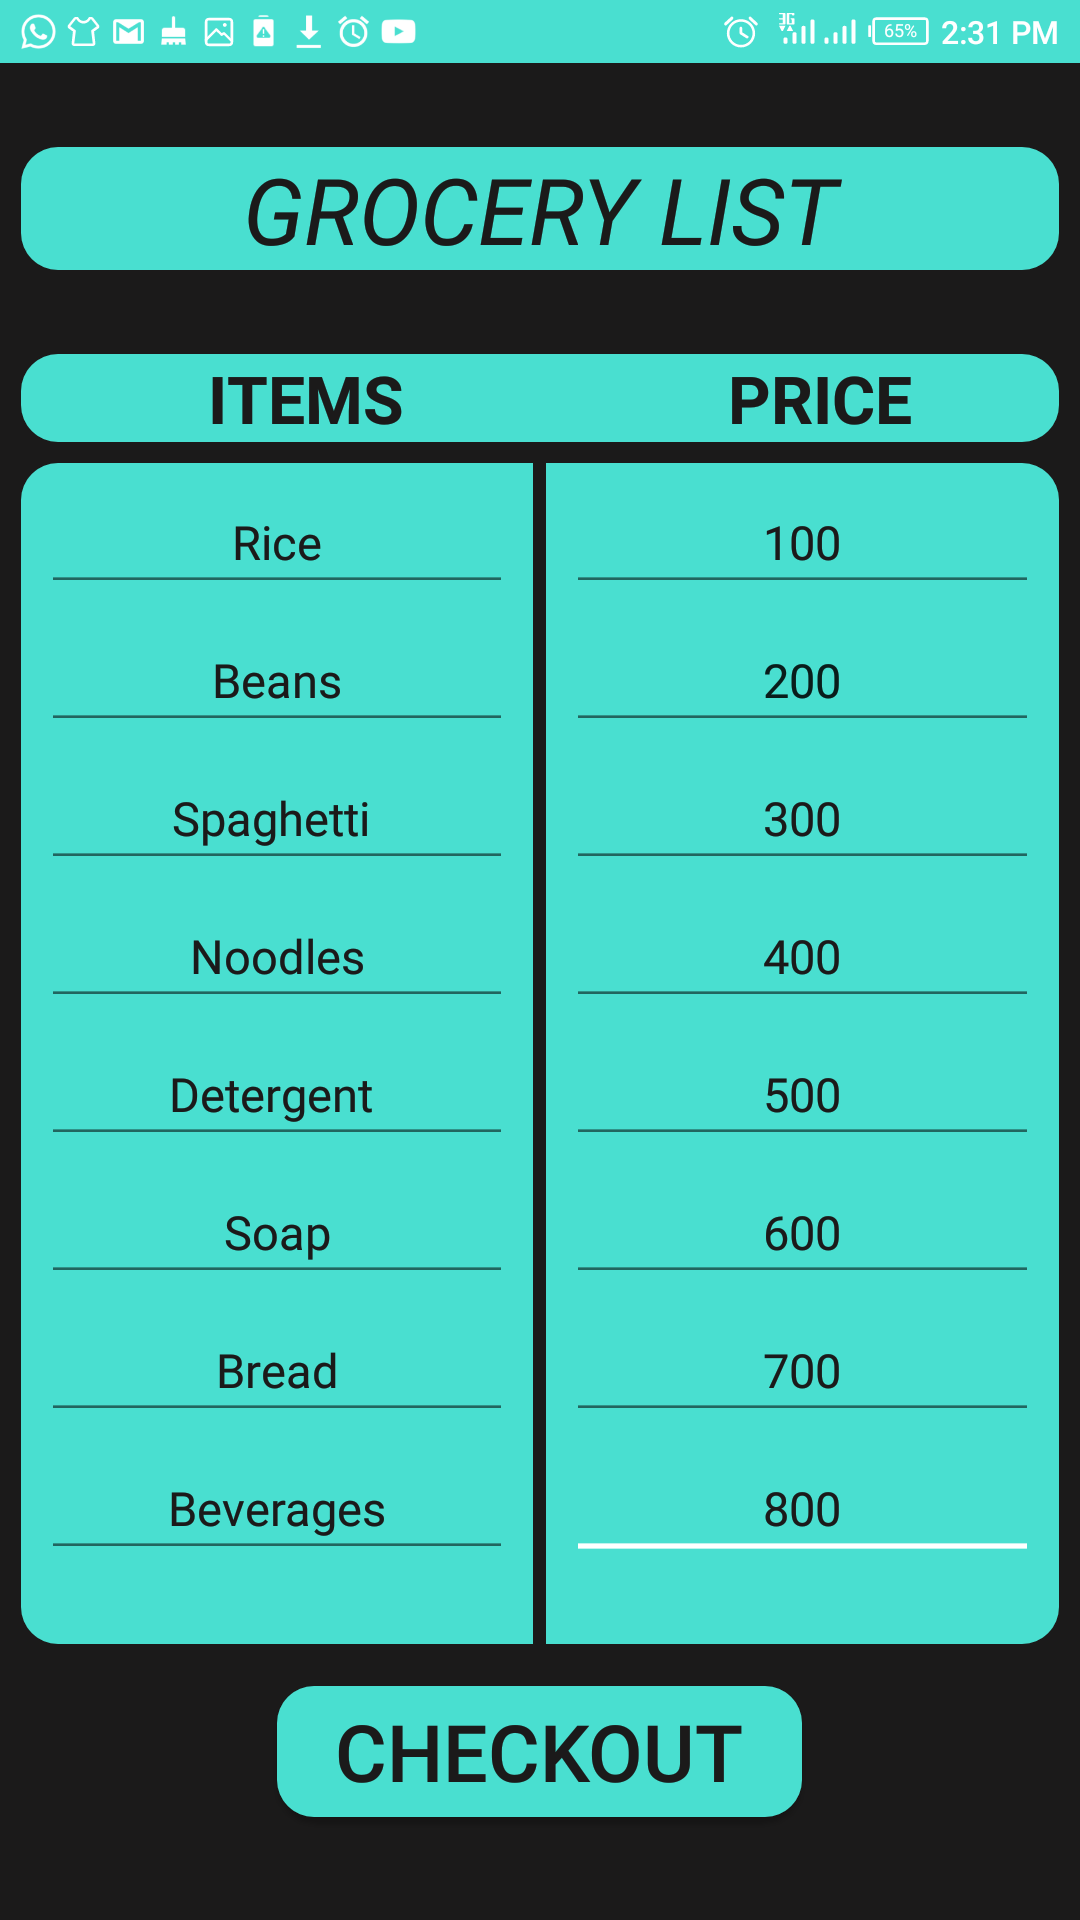 3G 65% 2:31 PM
GROCERY LIST
ITEMS PRICE
Rice 100
Beans 200
Spaghetti 300
Noodles 400
Detergent 500
Soap 600
Bread 700
Beverages 800
CHECKOUT